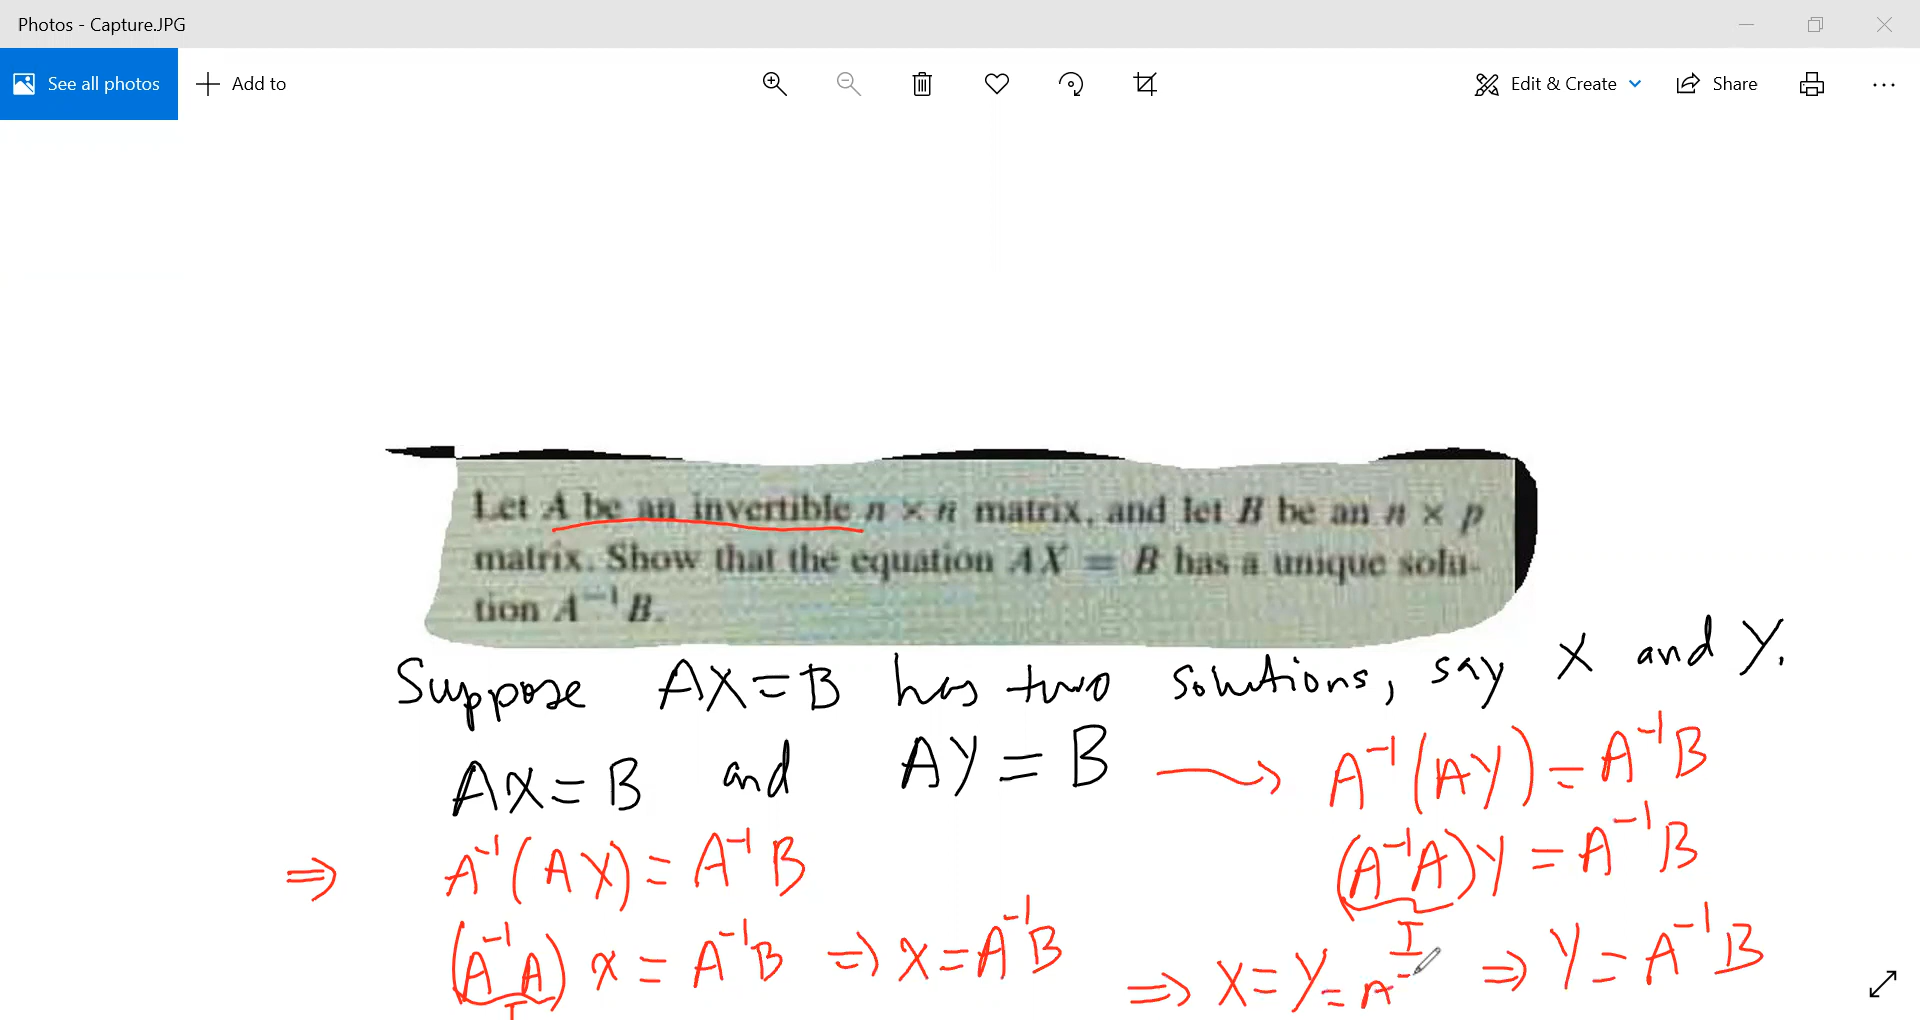 Photos - Capture.JPG
See all photos
Add to
Edit & Create
Share
Let A be an invertible n × n matrix, and let B be an n × p
matrix. Show that the equation AX = B has a unique solu-
tion A⁻¹B.
Suppose AX=B has two solutions, say X and Y.
AX=B and AY=B → A⁻¹(AY)=A⁻¹B
⇒ A⁻¹(AX)=A⁻¹B
(A⁻¹A)Y=A⁻¹B
I
(A⁻¹A)X=A⁻¹B ⇒ X=A⁻¹B
I
⇒ Y=A⁻¹B
⇒ X=Y=A⁻